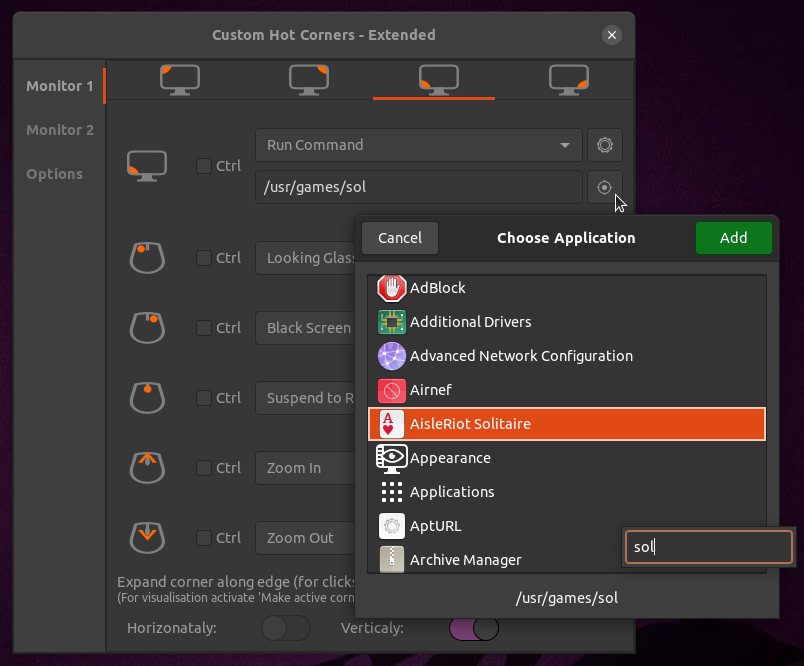 Custom Hot Corners - Extended
Monitor 1
Monitor 2
Options
Ctrl
Run Command
/usr/games/sol
Ctrl
Looking Glass
Ctrl
Black Screen
Ctrl
Suspend to R
Ctrl
Zoom In
Ctrl
Zoom Out
Expand corner along edge (for clicks
(For visualisation activate 'Make active corn
Horizontaly:
Verticaly:
Cancel
Choose Application
Add
AdBlock
Additional Drivers
Advanced Network Configuration
Airnef
A
AisleRiot Solitaire
Appearance
Applications
AptURL
Archive Manager
sol
/usr/games/sol